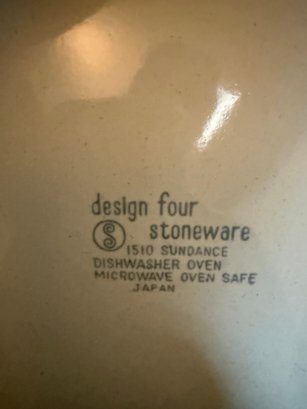 design four
Ⓢ stoneware
1510 SUNDANCE
DISHWASHER OVEN
MICROWAVE OVEN SAFE
JAPAN